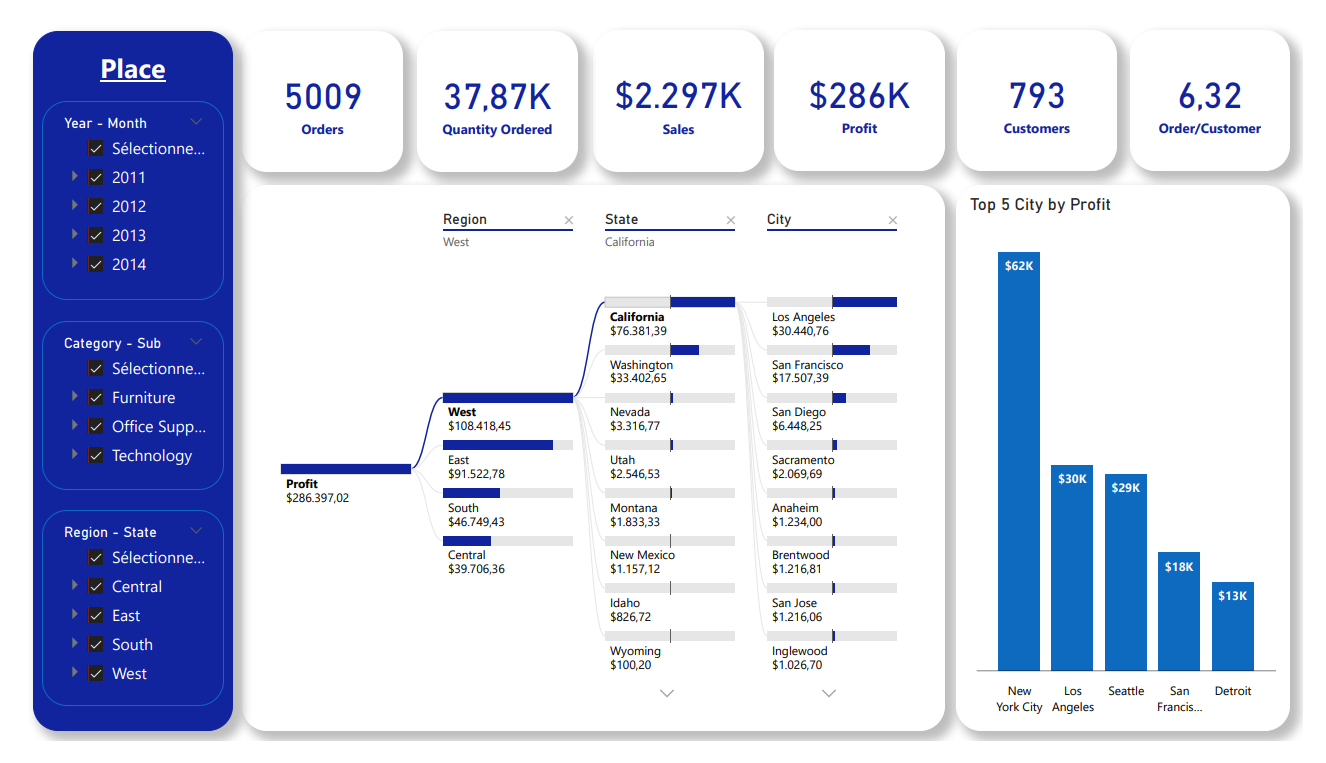 Place
Year - Month
Sélectionne...
2011
2012
2013
2014
Category - Sub
Sélectionne...
Furniture
Office Supp...
Technology
Region - State
Sélectionne...
Central
East
South
West
5009
Orders
37,87K
Quantity Ordered
$2.297K
Sales
$286K
Profit
793
Customers
6,32
Order/Customer
Region
West
State
California
City
Profit
$286.397,02
West
$108.418,45
East
$91.522,78
South
$46.749,43
Central
$39.706,36
California
$76.381,39
Washington
$33.402,65
Nevada
$3.316,77
Utah
$2.546,53
Montana
$1.833,33
New Mexico
$1.157,12
Idaho
$826,72
Wyoming
$100,20
Los Angeles
$30.440,76
San Francisco
$17.507,39
San Diego
$6.448,25
Sacramento
$2.069,69
Anaheim
$1.234,00
Brentwood
$1.216,81
San Jose
$1.216,06
Inglewood
$1.026,70
Top 5 City by Profit
$62K
$30K
$29K
$18K
$13K
New
York City
Los
Angeles
Seattle
San
Francis...
Detroit